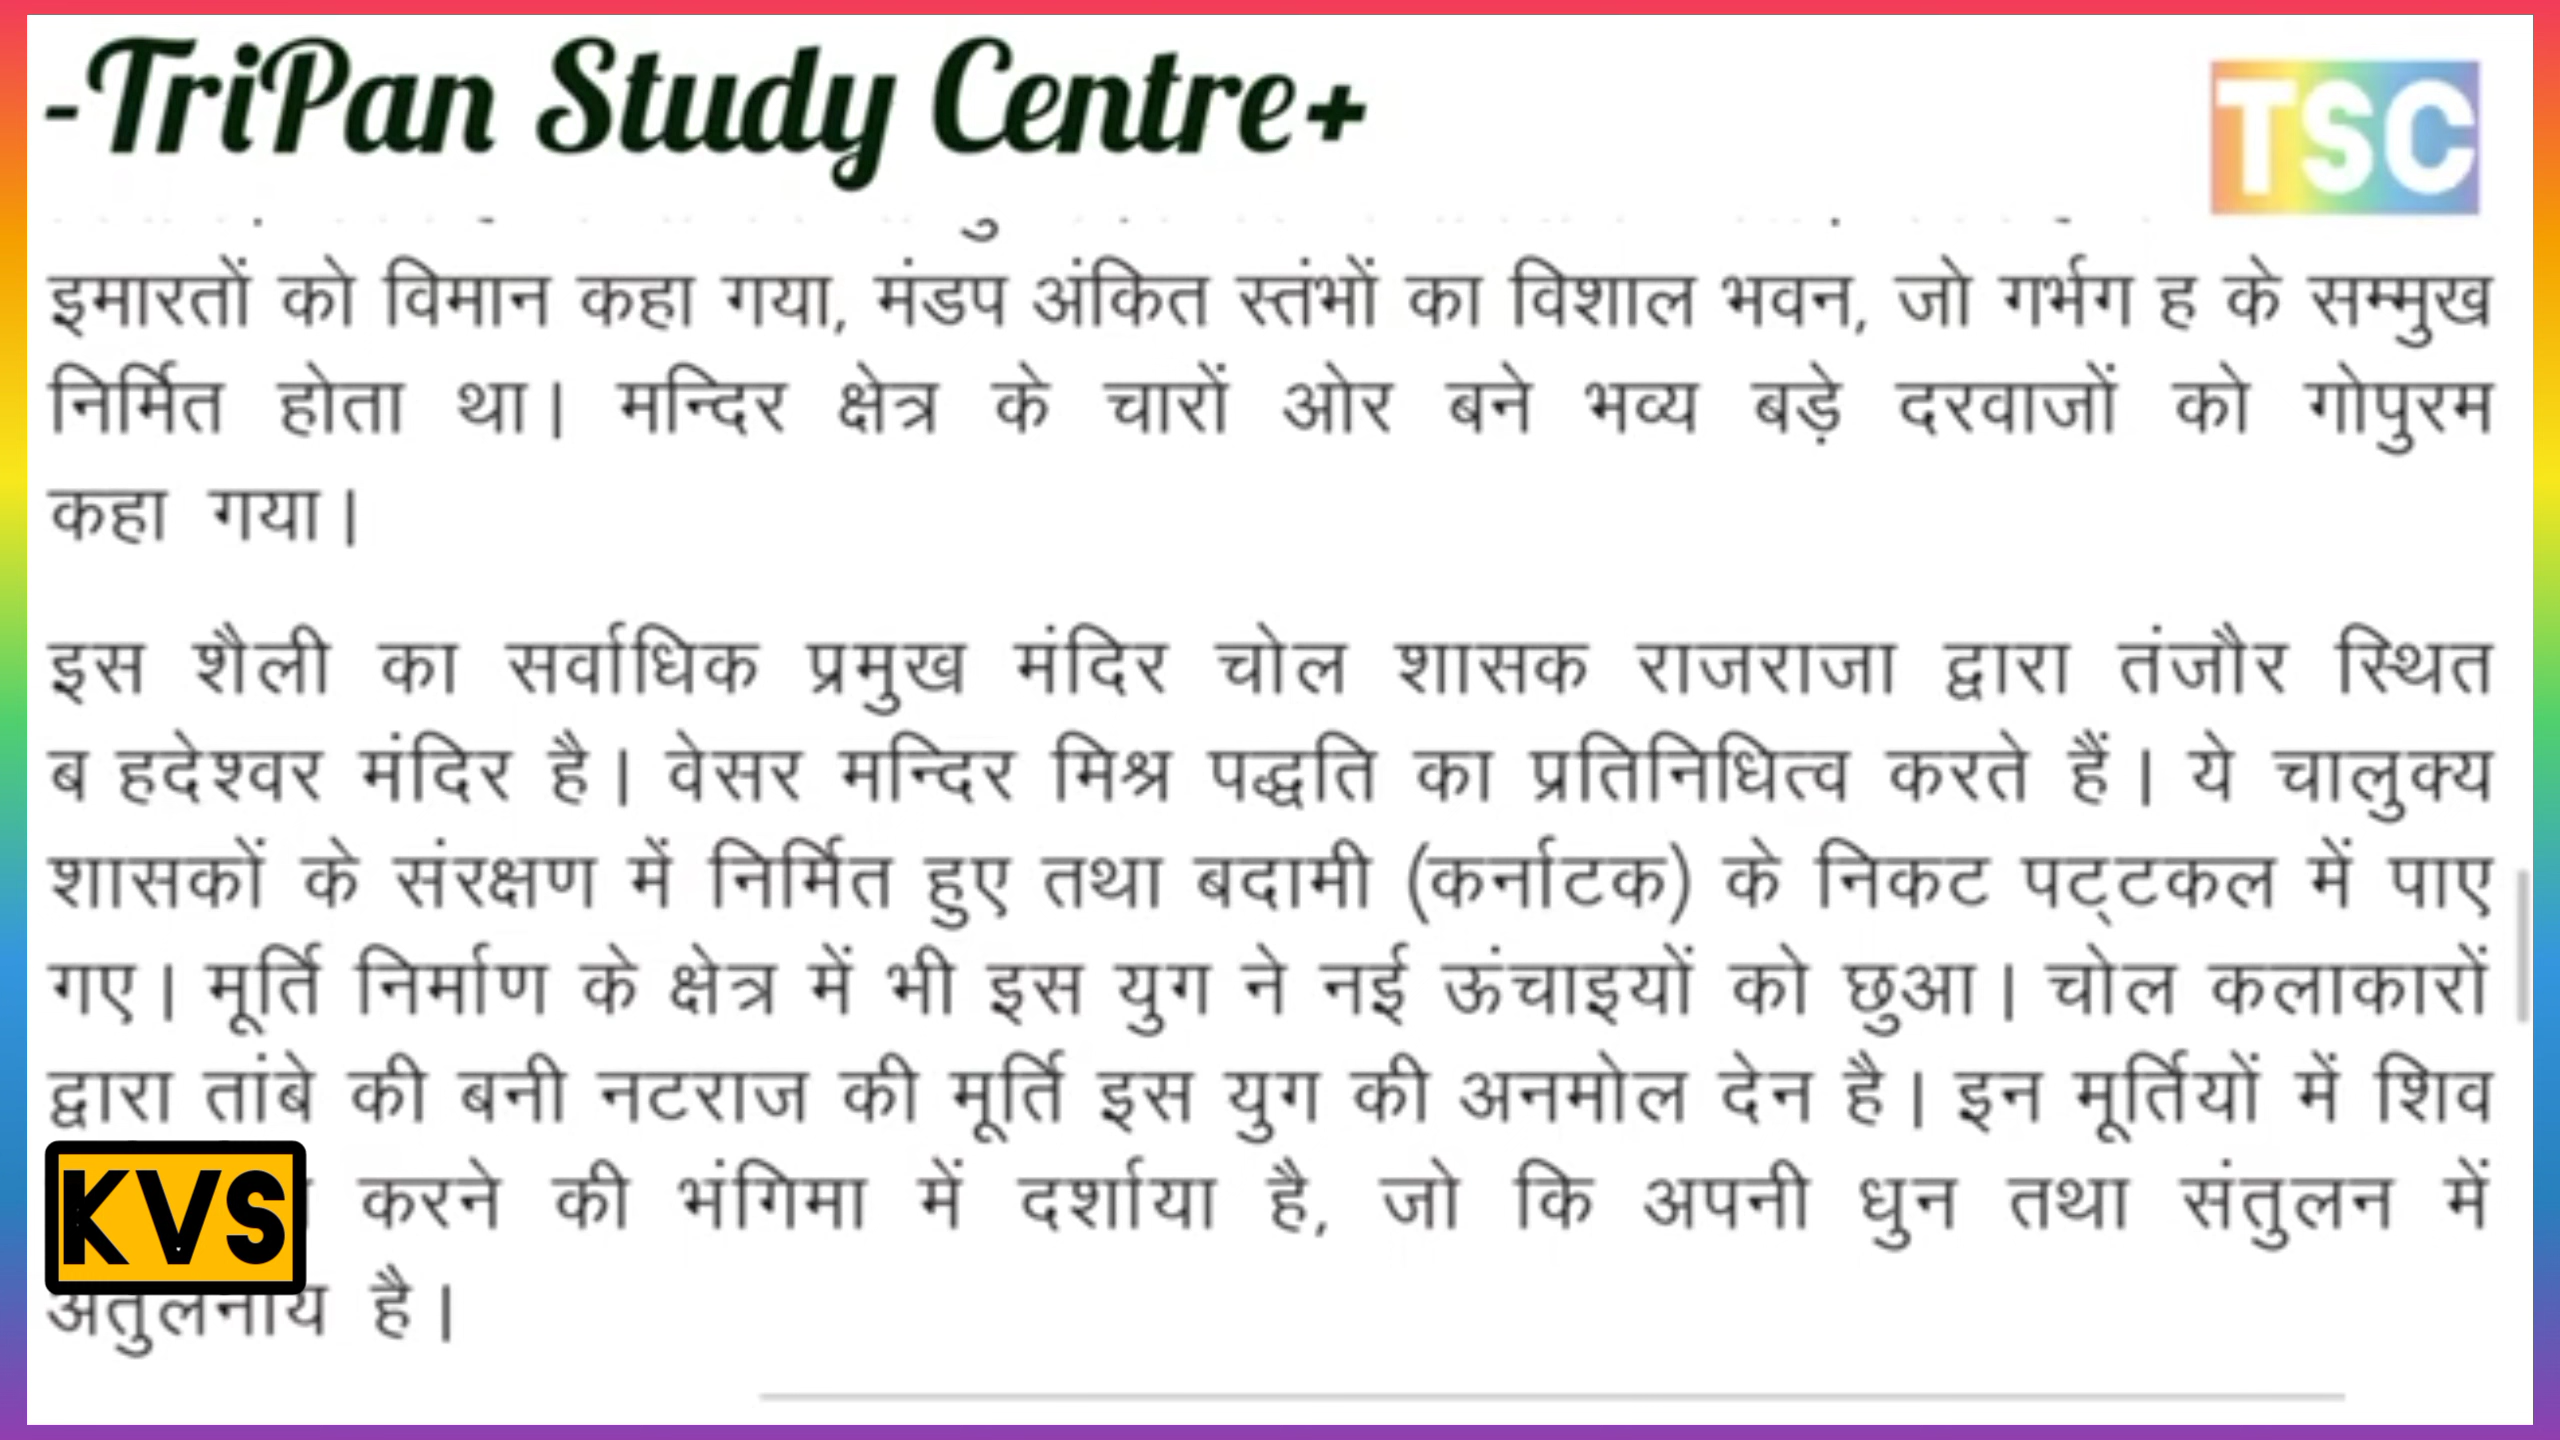 -TriPan Study Centre+
TSC
इमारतों को विमान कहा गया, मंडप अंकित स्तंभों का विशाल भवन, जो गर्भग ह के सम्मुख
निर्मित होता था। मन्दिर क्षेत्र के चारों ओर बने भव्य बड़े दरवाजों को गोपुरम
कहा गया।
इस शैली का सर्वाधिक प्रमुख मंदिर चोल शासक राजराजा द्वारा तंजौर स्थित
ब हदेश्वर मंदिर है। वेसर मन्दिर मिश्र पद्धति का प्रतिनिधित्व करते हैं। ये चालुक्य
शासकों के संरक्षण में निर्मित हुए तथा बदामी (कर्नाटक) के निकट पट्टकल में पाए
गए। मूर्ति निर्माण के क्षेत्र में भी इस युग ने नई ऊंचाइयों को छुआ। चोल कलाकारों
द्वारा तांबे की बनी नटराज की मूर्ति इस युग की अनमोल देन है। इन मूर्तियों में शिव
KVS करने की भंगिमा में दर्शाया है, जो कि अपनी धुन तथा संतुलन में
अतुलनीय है।